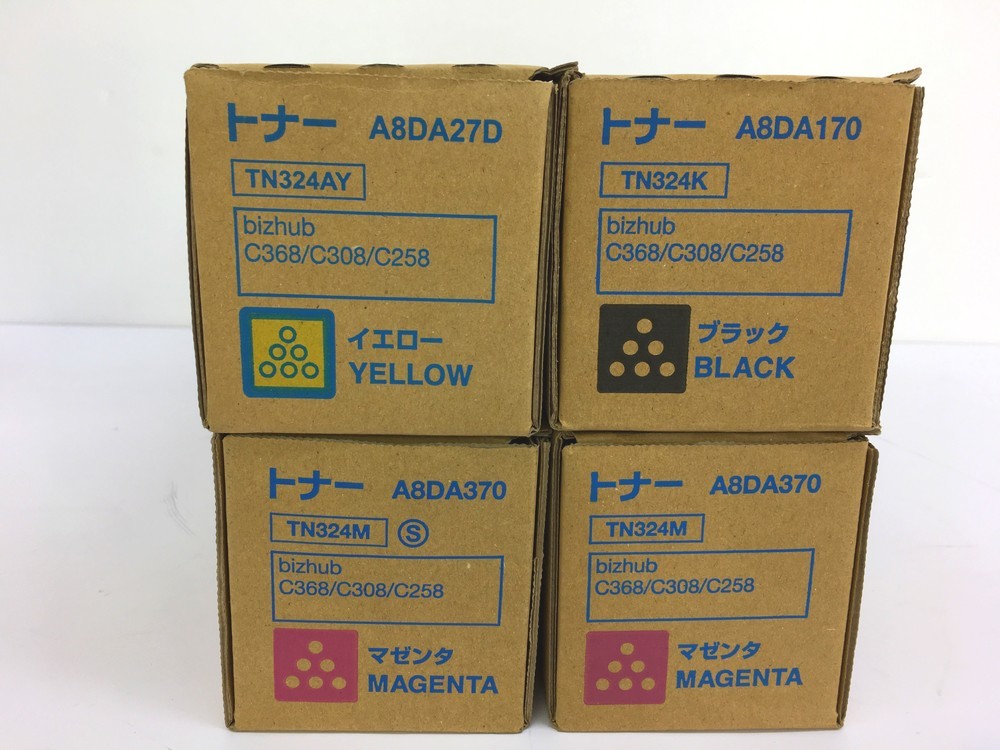 トナー A8DA27D
TN324AY
bizhub
C368/C308/C258
イエロー
YELLOW
トナー A8DA170
TN324K
bizhub
C368/C308/C258
ブラック
BLACK
トナー A8DA370
TN324M Ⓢ
bizhub
C368/C308/C258
マゼンタ
MAGENTA
トナー A8DA370
TN324M
bizhub
C368/C308/C258
マゼンタ
MAGENTA